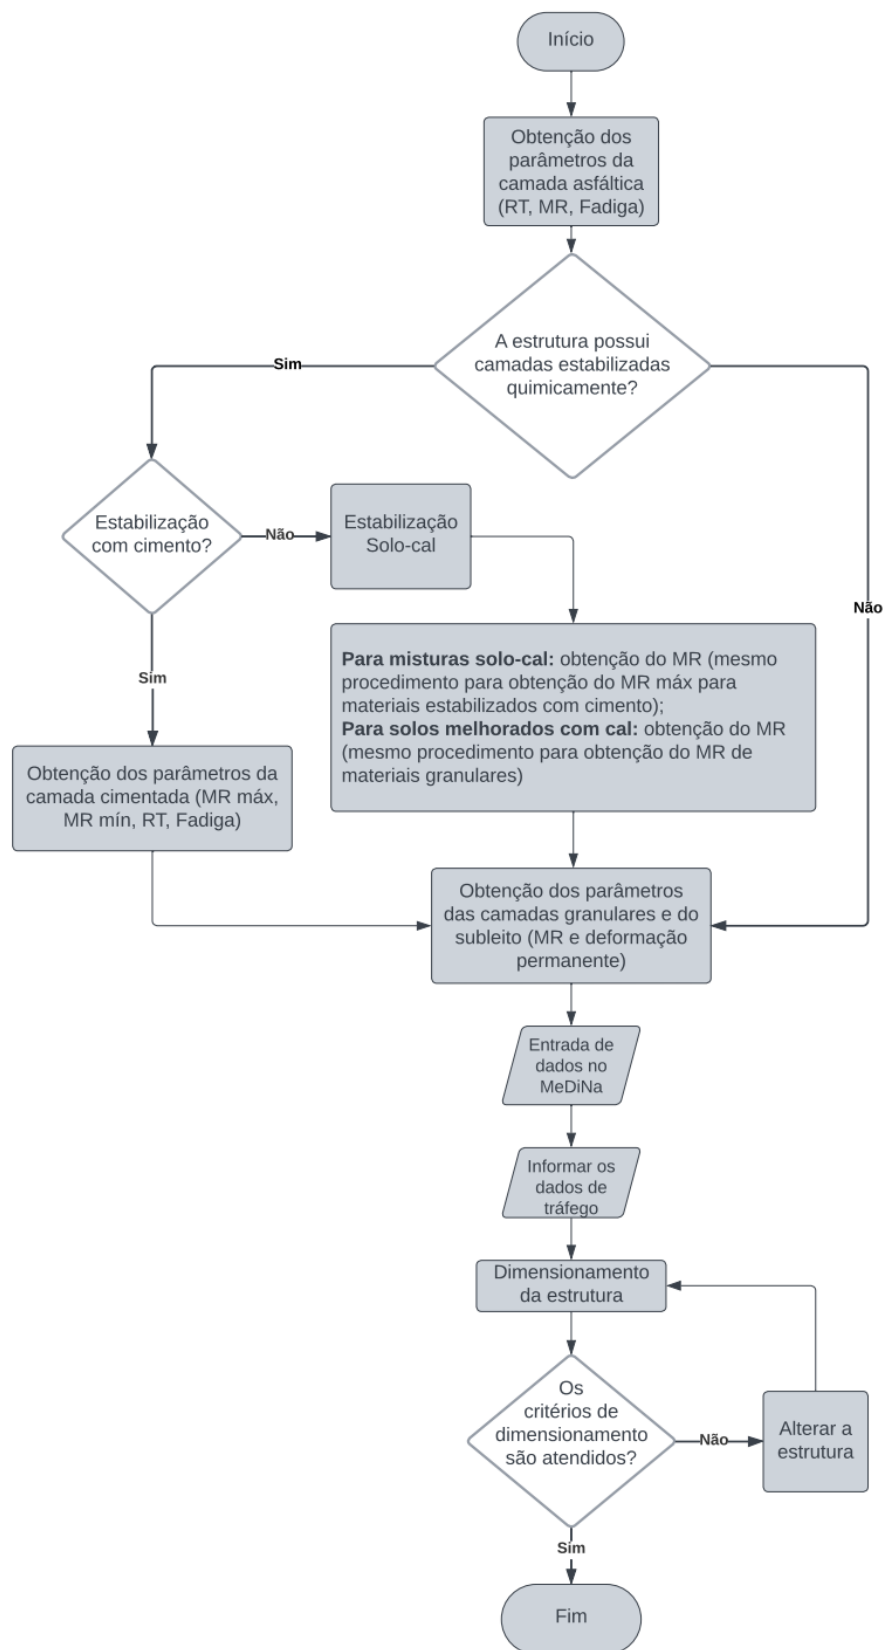 Início
Obtenção dos
parâmetros da
camada asfáltica
(RT, MR, Fadiga)
A estrutura possui
camadas estabilizadas
quimicamente?
Sim
Estabilização
com cimento?
Não
Estabilização
Solo-cal
Não
Para misturas solo-cal: obtenção do MR (mesmo
procedimento para obtenção do MR máx para
materiais estabilizados com cimento);
Para solos melhorados com cal: obtenção do MR
(mesmo procedimento para obtenção do MR de
materiais granulares)
Sim
Obtenção dos parâmetros da
camada cimentada (MR máx,
MR mín, RT, Fadiga)
Obtenção dos parâmetros
das camadas granulares e do
subleito (MR e deformação
permanente)
Entrada de
dados no
MeDiNa
Informar os
dados de
tráfego
Dimensionamento
da estrutura
Os
critérios de
dimensionamento
são atendidos?
Não
Alterar a
estrutura
Sim
Fim